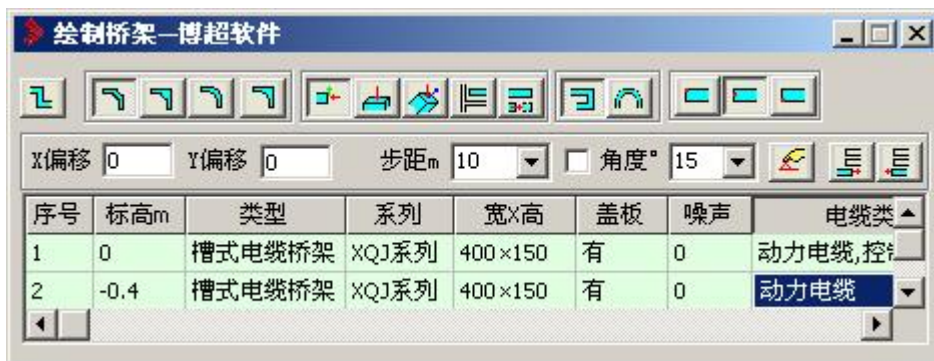 绘制桥架—博超软件
X偏移 0 Y偏移 0 步距m 10 角度° 15
序号 标高m 类型 系列 宽X高 盖板 噪声 电缆类
1 0 槽式电缆桥架 XQJ系列 400×150 有 0 动力电缆,控
2 -0.4 槽式电缆桥架 XQJ系列 400×150 有 0 动力电缆